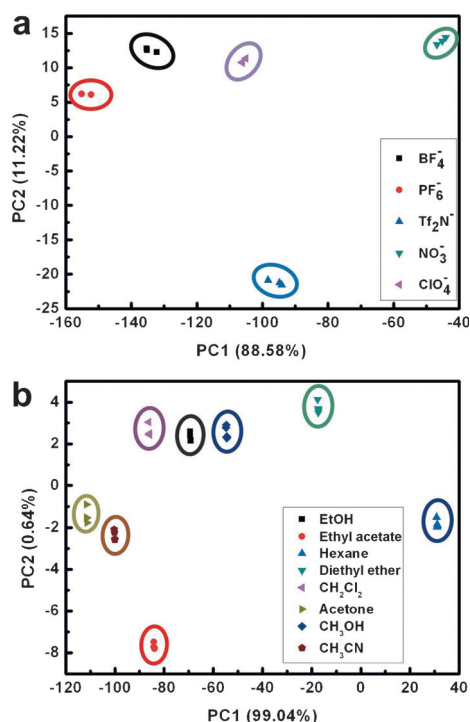 a
15
10
5
0
-5
-10
-15
-20
-25
PC2 (11.22%)
BF₄⁻
PF₆⁻
Tf₂N⁻
NO₃⁻
ClO₄⁻
-160 -140 -120 -100 -80 -60 -40
PC1 (88.58%)
b
4
2
0
-2
-4
-6
-8
PC2 (0.64%)
EtOH
Ethyl acetate
Hexane
Diethyl ether
CH₂Cl₂
Acetone
CH₃OH
CH₃CN
-120 -100 -80 -60 -40 -20 0 20 40
PC1 (99.04%)